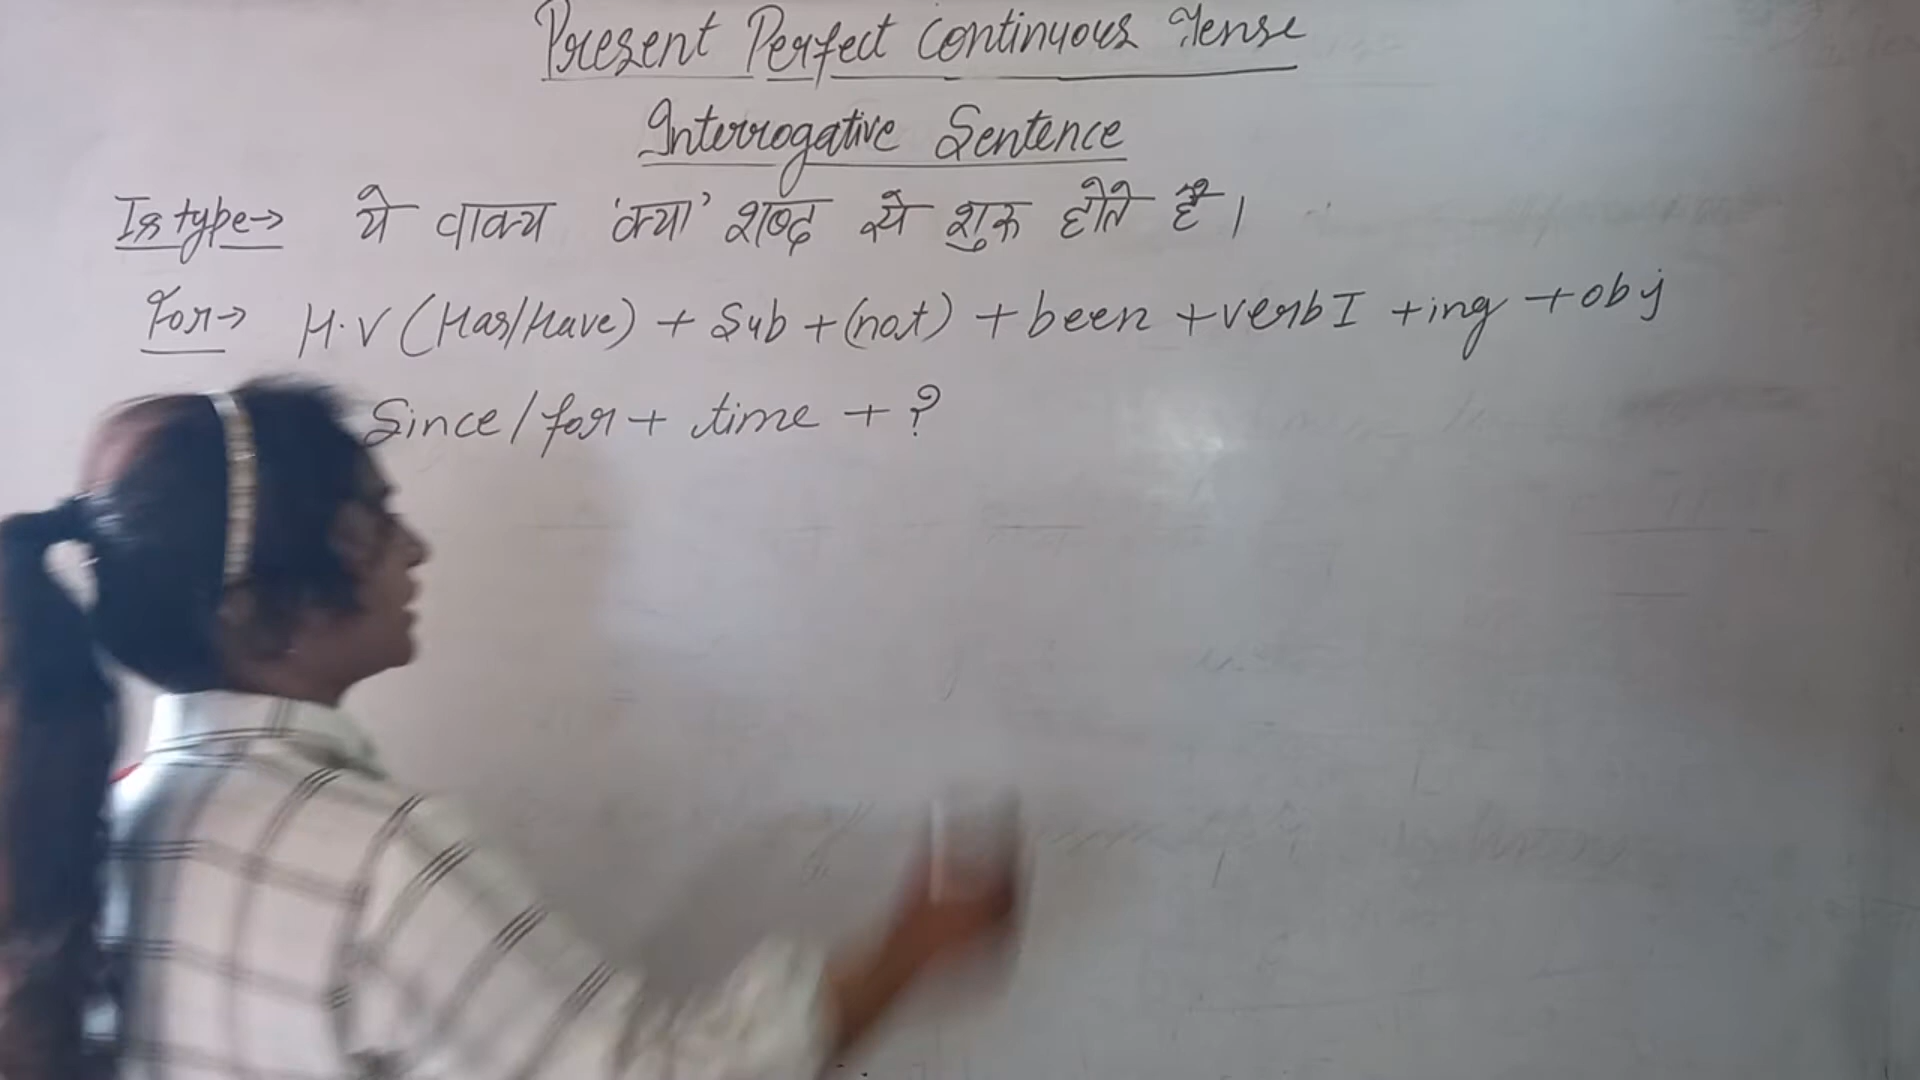 Present Perfect Continuous Tense
Interrogative Sentence
Is type→ ये वाक्य 'क्या' शब्द से शुरू होते हैं।
For→ H.V (Has/Have) + Sub + (not) + been + verb I + ing + obj
Since/for + time + ?